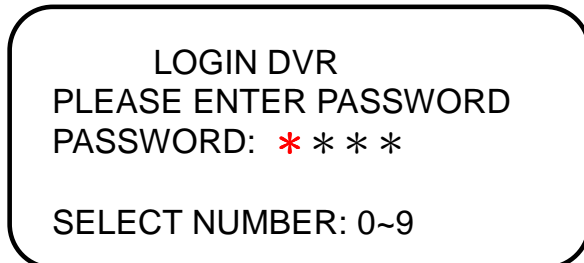 LOGIN DVR
PLEASE ENTER PASSWORD
PASSWORD: * * * *
SELECT NUMBER: 0~9